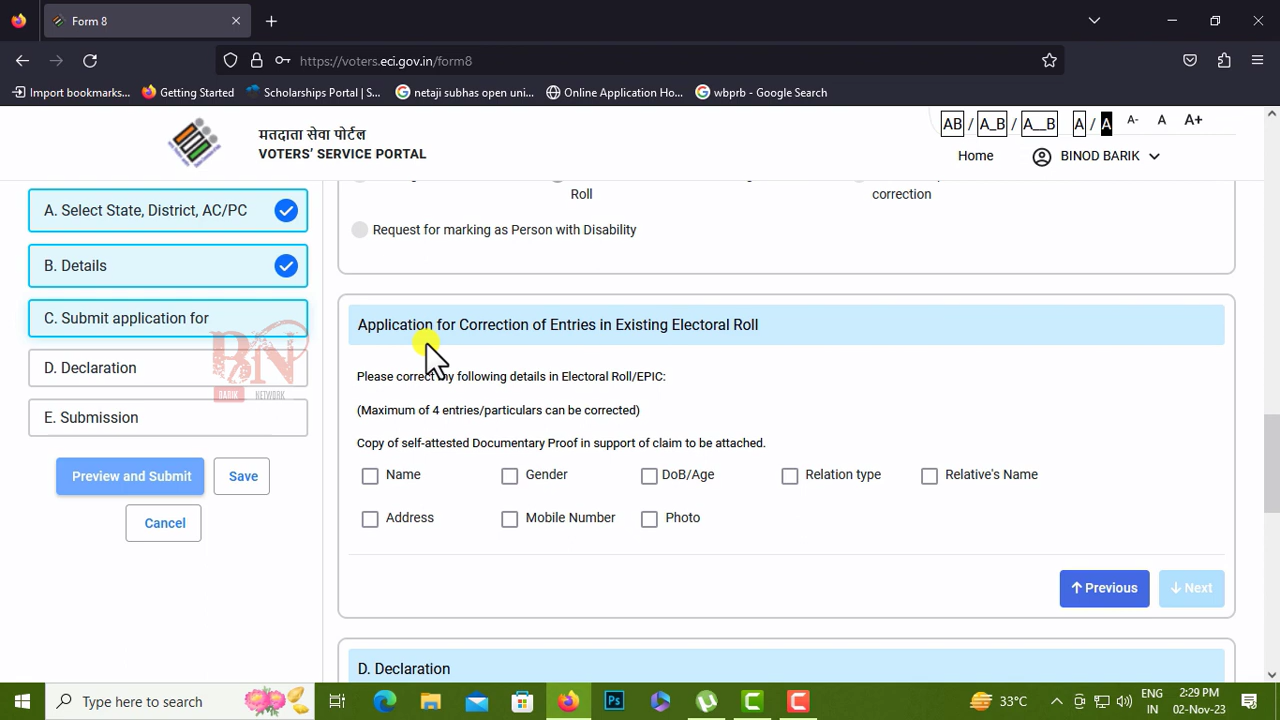 Form 8
https://voters.eci.gov.in/form8
Import bookmarks...
Getting Started
Scholarships Portal | S...
netaji subhas open uni...
Online Application Ho...
wbprb - Google Search
मतदाता सेवा पोर्टल
VOTERS' SERVICE PORTAL
AB / A_B / A__B A / A A- A A+
Home
BINOD BARIK
A. Select State, District, AC/PC
B. Details
C. Submit application for
D. Declaration
E. Submission
Preview and Submit
Save
Cancel
BN
BARIK NETWORK
Roll
correction
Request for marking as Person with Disability
Application for Correction of Entries in Existing Electoral Roll
Please correct my following details in Electoral Roll/EPIC:
(Maximum of 4 entries/particulars can be corrected)
Copy of self-attested Documentary Proof in support of claim to be attached.
Name Gender DoB/Age Relation type Relative's Name
Address Mobile Number Photo
Previous
Next
D. Declaration
Type here to search
Ps
33°C
ENG
IN
2:29 PM
02-Nov-23